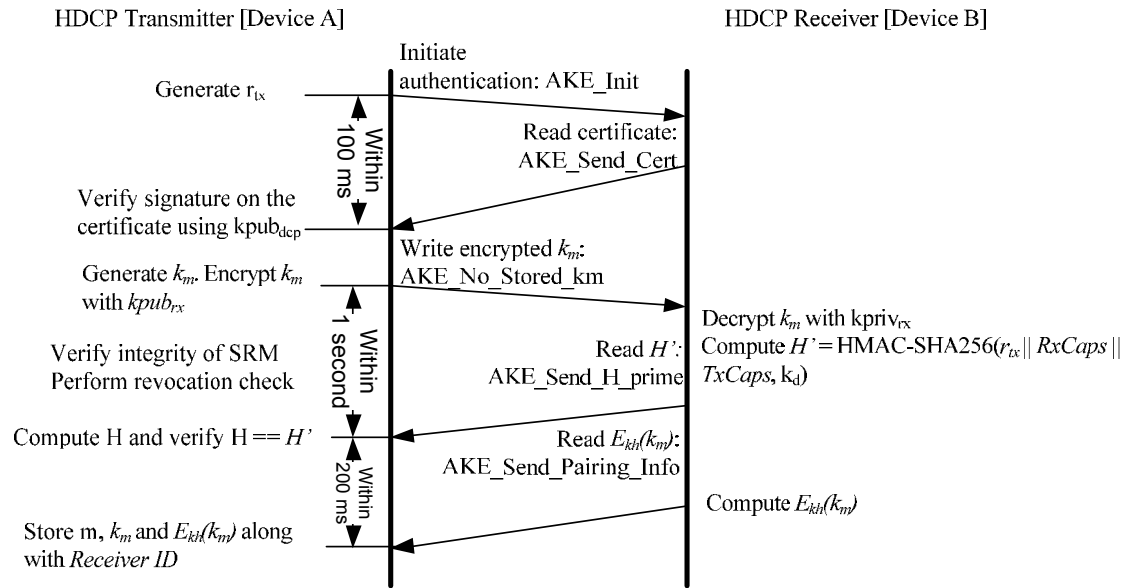 HDCP Transmitter [Device A]
HDCP Receiver [Device B]
Initiate
authentication: AKE_Init
Generate r_tx
Within
100 ms
Read certificate:
AKE_Send_Cert
Verify signature on the
certificate using kpub_dcp
Write encrypted k_m:
AKE_No_Stored_km
Generate k_m. Encrypt k_m
with kpub_rx
Within
1 second
Decrypt k_m with kpriv_rx
Compute H' = HMAC-SHA256(r_tx || RxCaps ||
TxCaps, k_d)
Verify integrity of SRM
Perform revocation check
Read H':
AKE_Send_H_prime
Compute H and verify H == H'
Within
200 ms
Read E_kh(k_m):
AKE_Send_Pairing_Info
Compute E_kh(k_m)
Store m, k_m and E_kh(k_m) along
with Receiver ID